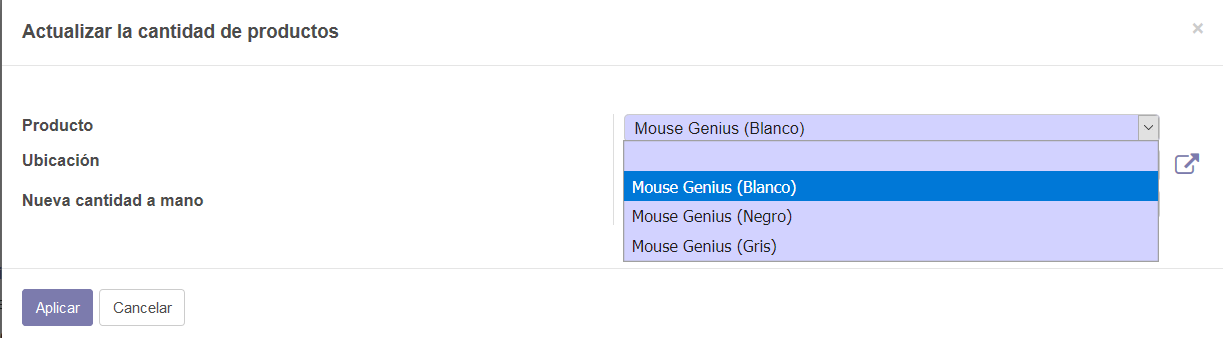 Actualizar la cantidad de productos
×
Producto
Mouse Genius (Blanco)
Ubicación
Nueva cantidad a mano
Mouse Genius (Blanco)
Mouse Genius (Negro)
Mouse Genius (Gris)
Aplicar
Cancelar